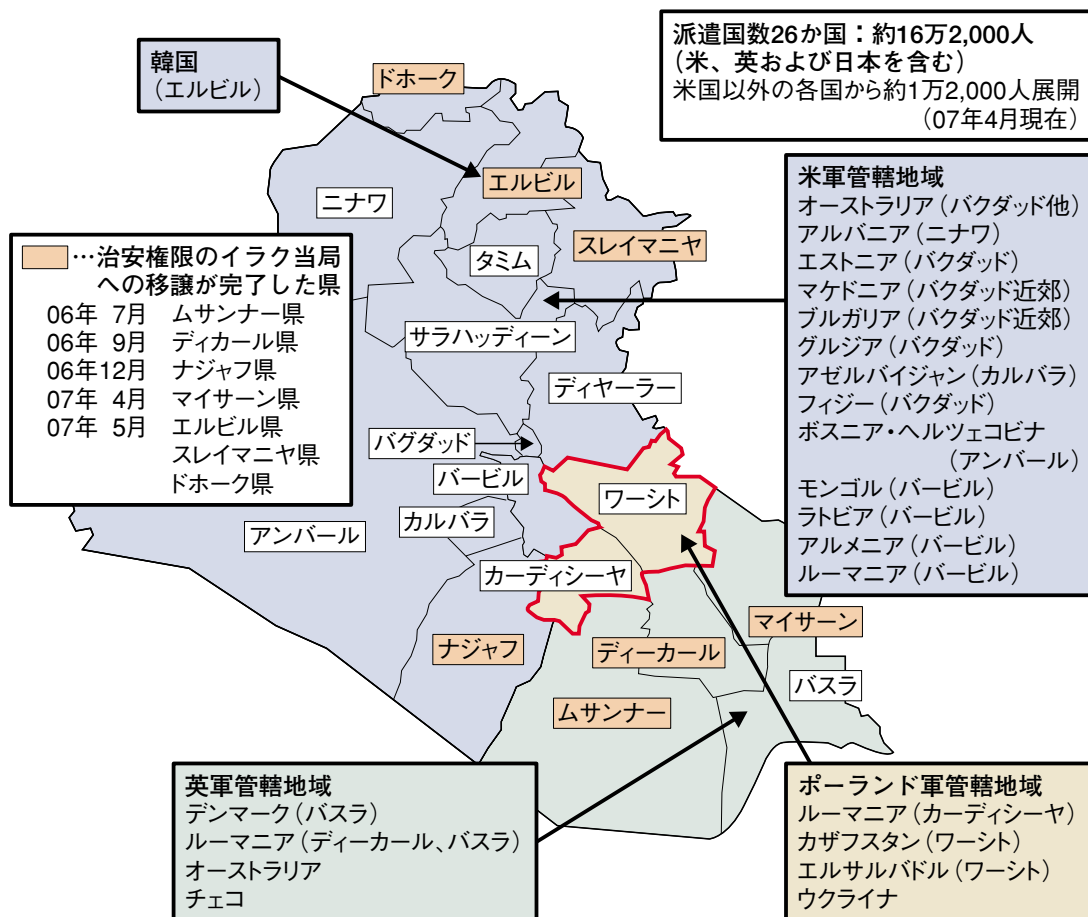 韓国
（エルビル）
派遣国数26か国：約16万2,000人
（米、英および日本を含む）
米国以外の各国から約1万2,000人展開
（07年4月現在）
ドホーク
エルビル
ニナワ
スレイマニヤ
タミム
サラハッディーン
ディヤーラー
バグダッド
バービル
ワーシト
カルバラ
アンバール
カーディシーヤ
マイサーン
ナジャフ
ディーカール
バスラ
ムサンナー
…治安権限のイラク当局
への移譲が完了した県
06年 7月 ムサンナー県
06年 9月 ディカール県
06年12月 ナジャフ県
07年 4月 マイサーン県
07年 5月 エルビル県
スレイマニヤ県
ドホーク県
米軍管轄地域
オーストラリア（バクダッド他）
アルバニア（ニナワ）
エストニア（バクダッド）
マケドニア（バクダッド近郊）
ブルガリア（バクダッド近郊）
グルジア（バクダッド）
アゼルバイジャン（カルバラ）
フィジー（バクダッド）
ボスニア・ヘルツェコビナ
（アンバール）
モンゴル（バービル）
ラトビア（バービル）
アルメニア（バービル）
ルーマニア（バービル）
英軍管轄地域
デンマーク（バスラ）
ルーマニア（ディーカール、バスラ）
オーストラリア
チェコ
ポーランド軍管轄地域
ルーマニア（カーディシーヤ）
カザフスタン（ワーシト）
エルサルバドル（ワーシト）
ウクライナ